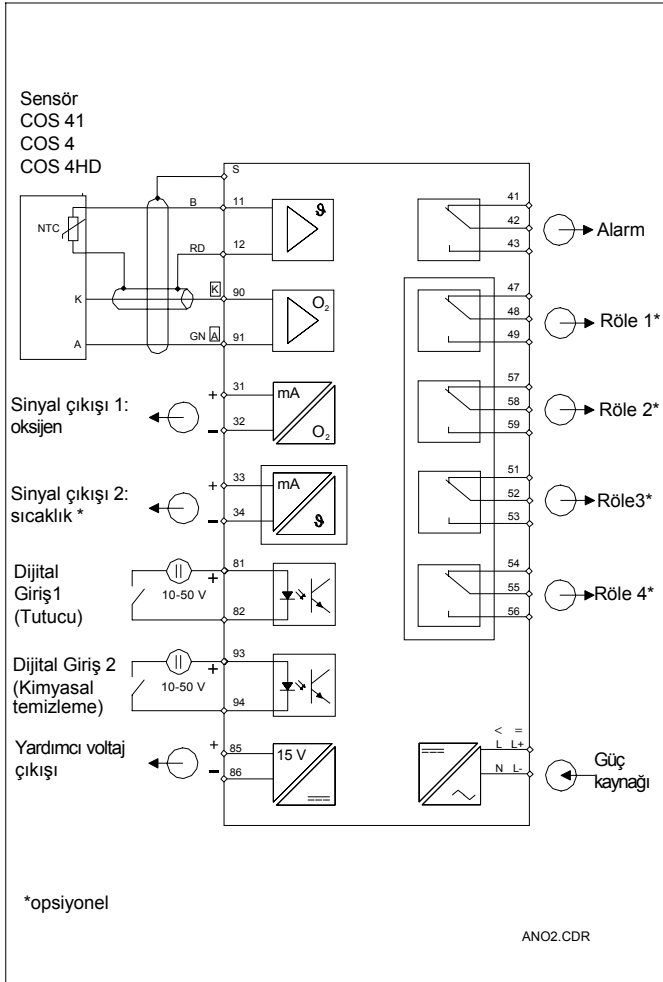 Sensör
COS 41
COS 4
COS 4HD
S
B
11
ϑ
NTC
RD
12
K
K
90
O₂
A
GN
A
91
Sinyal çıkışı 1:
oksijen
+
31
mA
−
32
O₂
Sinyal çıkışı 2:
sıcaklık *
+
33
mA
−
34
ϑ
Dijital
Giriş1
(Tutucu)
10-50 V
+
81
82
Dijital Giriş 2
(Kimyasal
temizleme)
10-50 V
+
93
94
Yardımcı voltaj
çıkışı
+
85
15 V
−
86
41
42
43
Alarm
47
48
49
Röle 1*
57
58
59
Röle 2*
51
52
53
Röle3*
54
55
56
Röle 4*
< =
L L+
N L-
Güç
kaynağı
*opsiyonel
ANO2.CDR